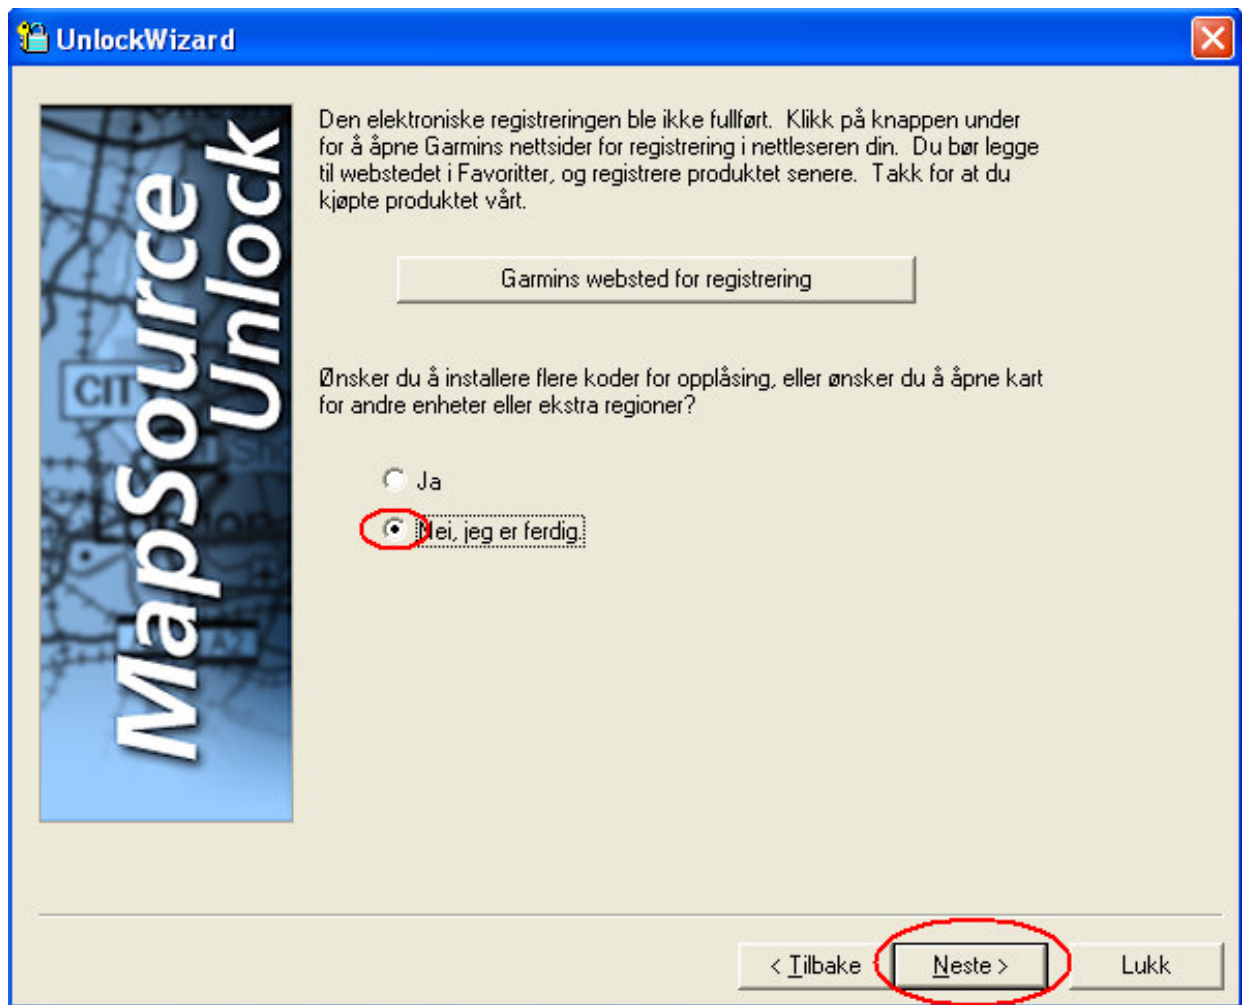 UnlockWizard
MapSource
Unlock
CIT
A2
Den elektroniske registreringen ble ikke fullført. Klikk på knappen under
for å åpne Garmins nettsider for registrering i nettleseren din. Du bør legge
til webstedet i Favoritter, og registrere produktet senere. Takk for at du
kjøpte produktet vårt.
Garmins websted for registrering
Ønsker du å installere flere koder for opplåsing, eller ønsker du å åpne kart
for andre enheter eller ekstra regioner?
Ja
Nei, jeg er ferdig.
< Tilbake
Neste >
Lukk